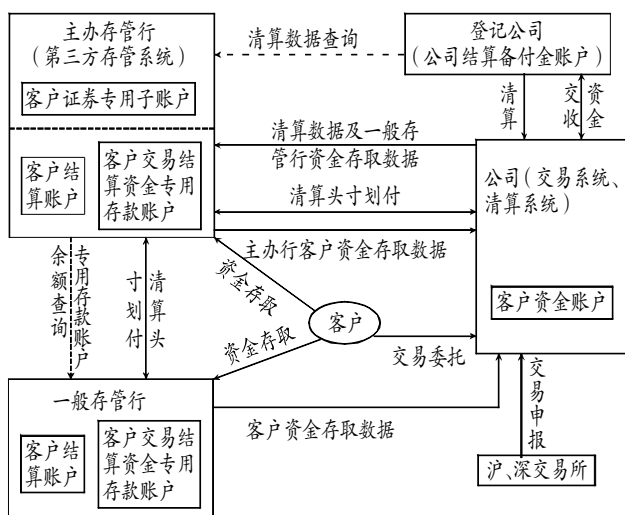 主办存管行
(第三方存管系统)
客户证券专用子账户
客户结
算账户
客户交易结
算资金专用
存款账户
清算数据查询
登记公司
(公司结算备付金账户)
清算
交收
资金
清算数据及一般存
管行资金存取数据
清算头寸划付
主办行客户资金存取数据
公司(交易系统、
清算系统)
客户资金账户
专用存款账户
余额查询
清算头
寸划付
资金存取
资金存取
客户
交易委托
一般存管行
客户结
算账户
客户交易结
算资金专用
存款账户
客户资金存取数据
交易申报
沪、深交易所